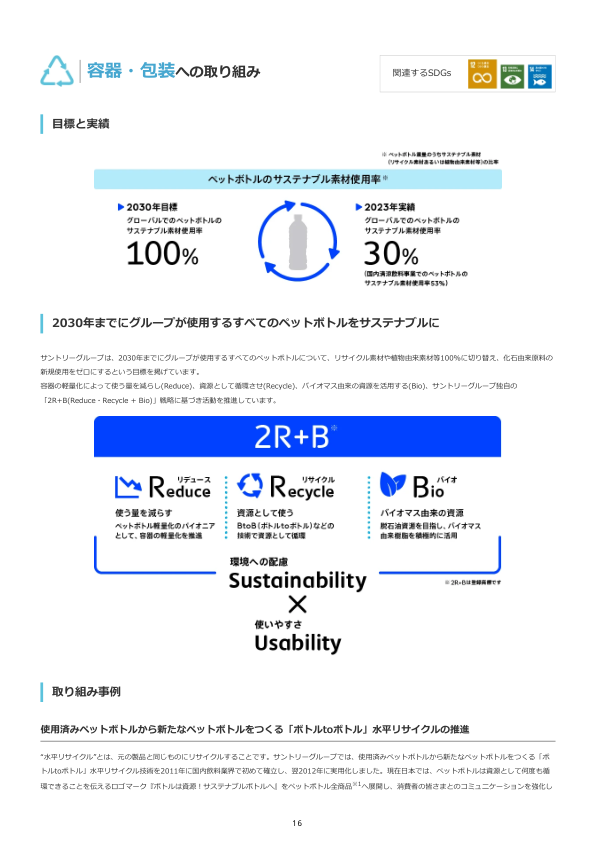 容器・包装への取り組み
関連するSDGs
目標と実績
※ ペットボトル重量のうちサステナブル素材
(リサイクル素材あるいは植物由来素材等)の比率
ペットボトルのサステナブル素材使用率※
2030年目標
グローバルでのペットボトルの
サステナブル素材使用率
100%
2023年実績
グローバルでのペットボトルの
サステナブル素材使用率
30%
(国内清涼飲料事業でのペットボトルの
サステナブル素材使用率53%)
2030年までにグループが使用するすべてのペットボトルをサステナブルに
サントリーグループは、2030年までにグループが使用するすべてのペットボトルについて、リサイクル素材や植物由来素材等100%に切り替え、化石由来原料の
新規使用をゼロにするという目標を掲げています。
容器の軽量化によって使う量を減らし(Reduce)、資源として循環させ(Recycle)、バイオマス由来の資源を活用する(Bio)、サントリーグループ独自の
「2R+B(Reduce・Recycle + Bio)」戦略に基づき活動を推進しています。
2R+B※
リデュース
Reduce
使う量を減らす
ペットボトル軽量化のパイオニア
として、容器の軽量化を推進
リサイクル
Recycle
資源として使う
BtoB(ボトルtoボトル)などの
技術で資源として循環
バイオ
Bio
バイオマス由来の資源
脱石油資源を目指し、バイオマス
由来樹脂を積極的に活用
環境への配慮
Sustainability
※ 2R+Bは登録商標です
×
使いやすさ
Usability
取り組み事例
使用済みペットボトルから新たなペットボトルをつくる「ボトルtoボトル」水平リサイクルの推進
"水平リサイクル"とは、元の製品と同じものにリサイクルすることです。サントリーグループでは、使用済みペットボトルから新たなペットボトルをつくる「ボ
トルtoボトル」水平リサイクル技術を2011年に国内飲料業界で初めて確立し、翌2012年に実用化しました。現在日本では、ペットボトルは資源として何度も循
環できることを伝えるロゴマーク『ボトルは資源！サステナブルボトルへ』をペットボトル全商品※1へ展開し、消費者の皆さまとのコミュニケーションを強化し
16